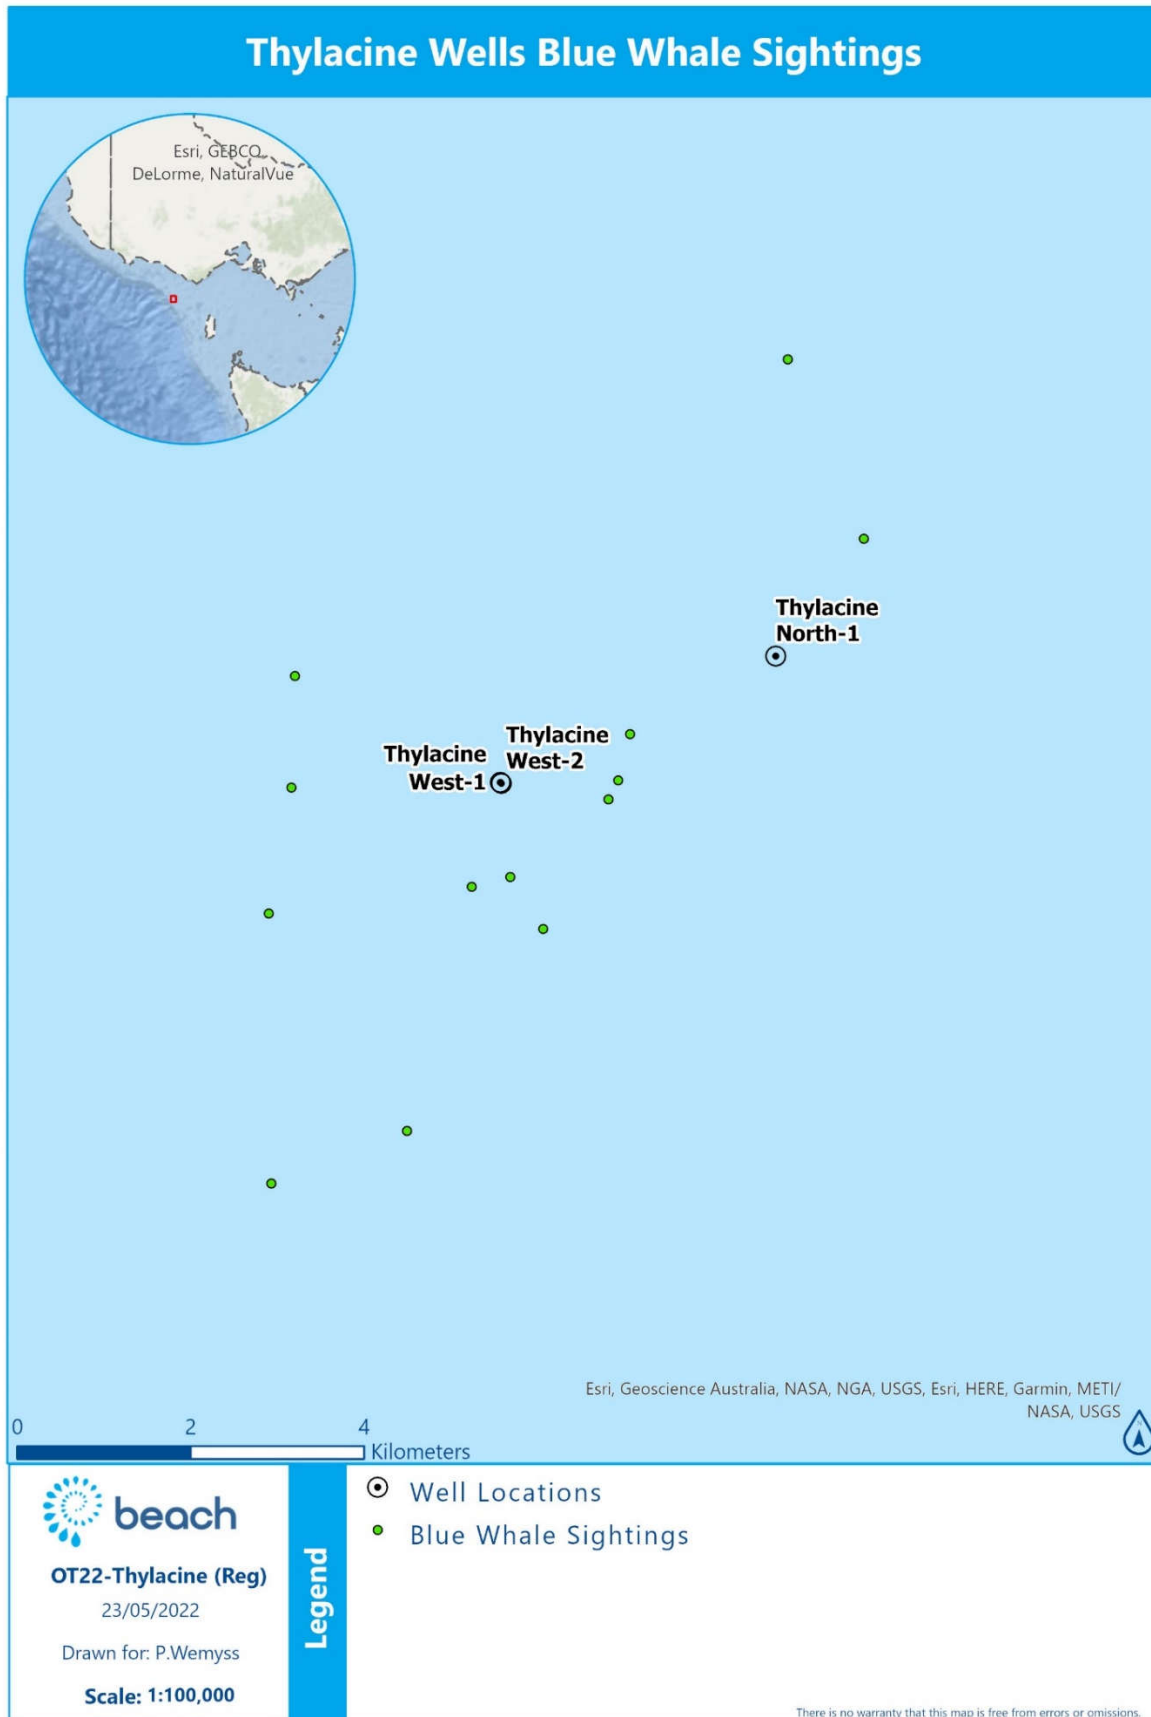 Thylacine Wells Blue Whale Sightings
Esri, GEBCO,
DeLorme, NaturalVue
Thylacine
North-1
Thylacine
West-2
Thylacine
West-1
Esri, Geoscience Australia, NASA, NGA, USGS, Esri, HERE, Garmin, METI/
NASA, USGS
N
0 2 4
Kilometers
beach
OT22-Thylacine (Reg)
23/05/2022
Drawn for: P.Wemyss
Scale: 1:100,000
Legend
Well Locations
Blue Whale Sightings
There is no warranty that this map is free from errors or omissions.